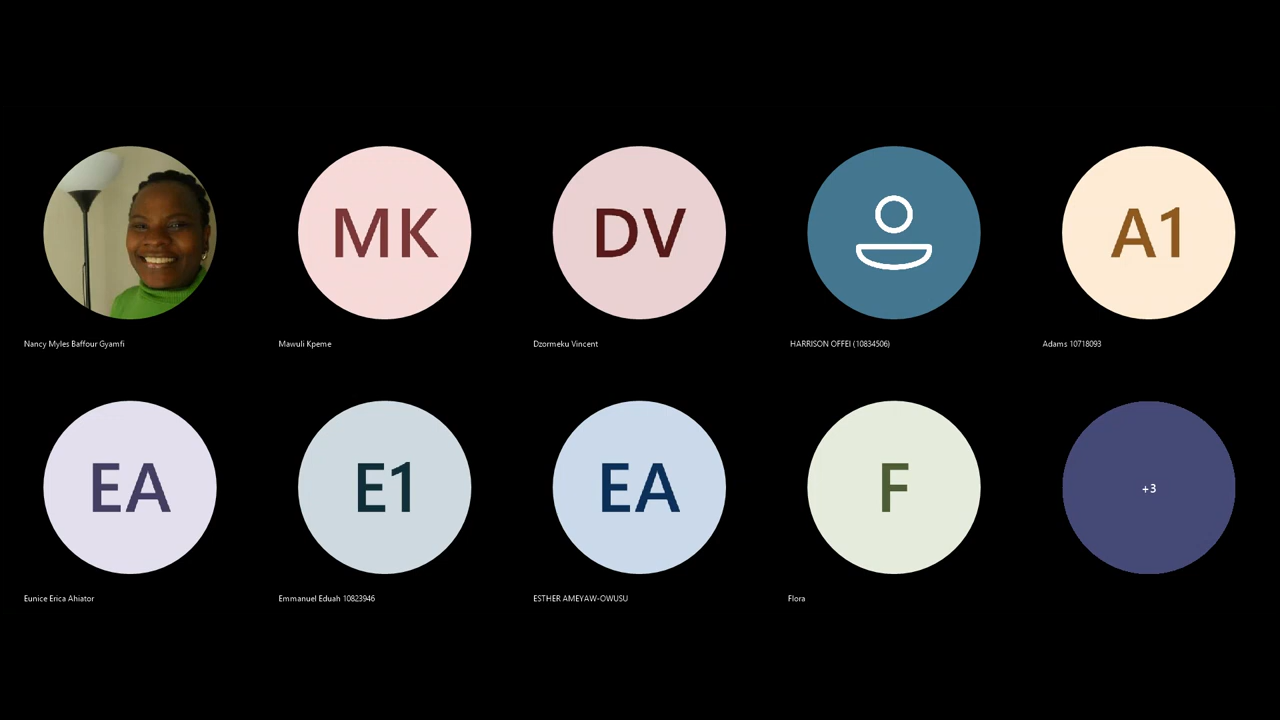 MK
DV
A1
Nancy Myles Baffour Gyamfi
Mawuli Kpeme
Dzormeku Vincent
HARRISON OFFEI (10834506)
Adams 10718093
EA
E1
EA
F
+3
Eunice Erica Ahiator
Emmanuel Eduah 10823946
ESTHER AMEYAW-OWUSU
Flora